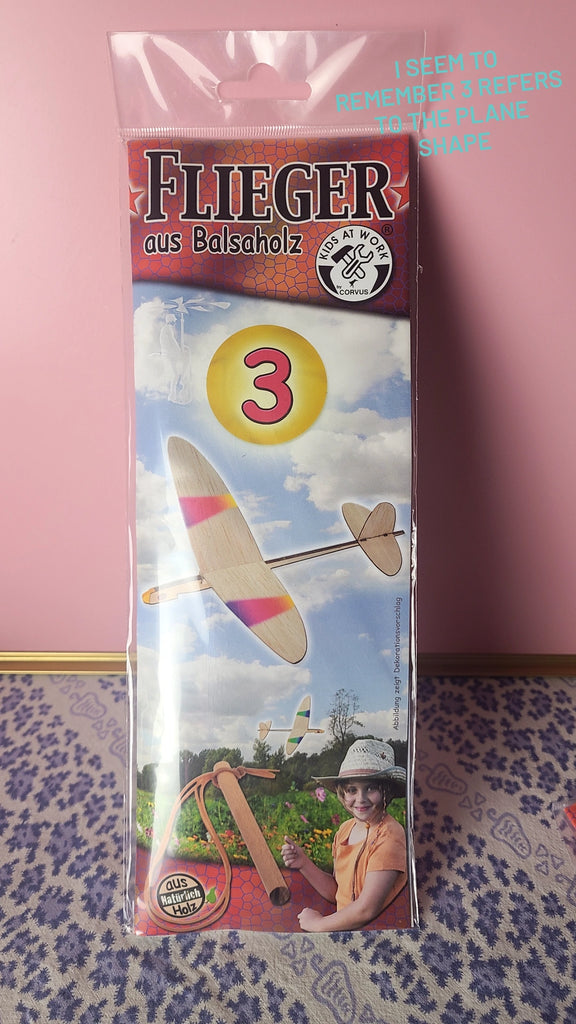 I SEEM TO
REMEMBER 3 REFERS
TO THE PLANE
SHAPE
FLIEGER
aus Balsaholz
KIDS AT WORK
®
by
CORVUS
3
Abbildung zeigt Dekorationsvorschlag
aus
Natürlich
Holz